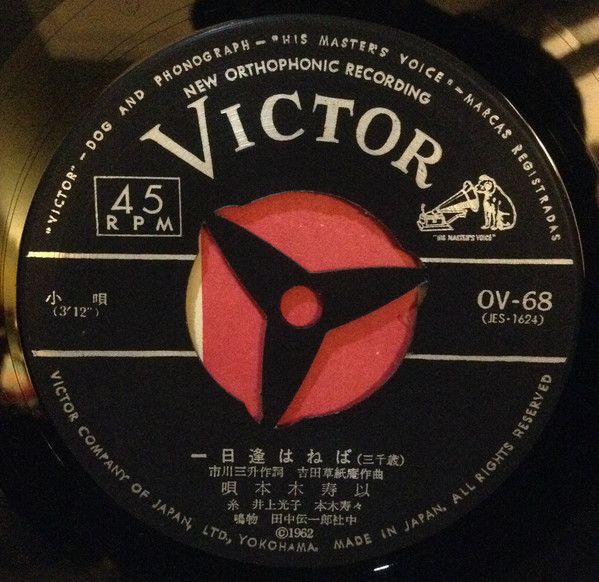 "VICTOR" - DOG AND PHONOGRAPH - "HIS MASTER'S VOICE" - MARCAS REGISTRADAS
NEW ORTHOPHONIC RECORDING
VICTOR
45
RPM
"HIS MASTER'S VOICE"
小唄
(3′12″)
OV-68
(JES-1624)
一日逢はねば(三千歳)
市川三升作詞 吉田草紙庵作曲
唄 本木寿以
糸 井上光子 本木寿々
鳴物 田中伝一郎社中
©1962
VICTOR COMPANY OF JAPAN, LTD, YOKOHAMA. MADE IN JAPAN, ALL RIGHTS RESERVED